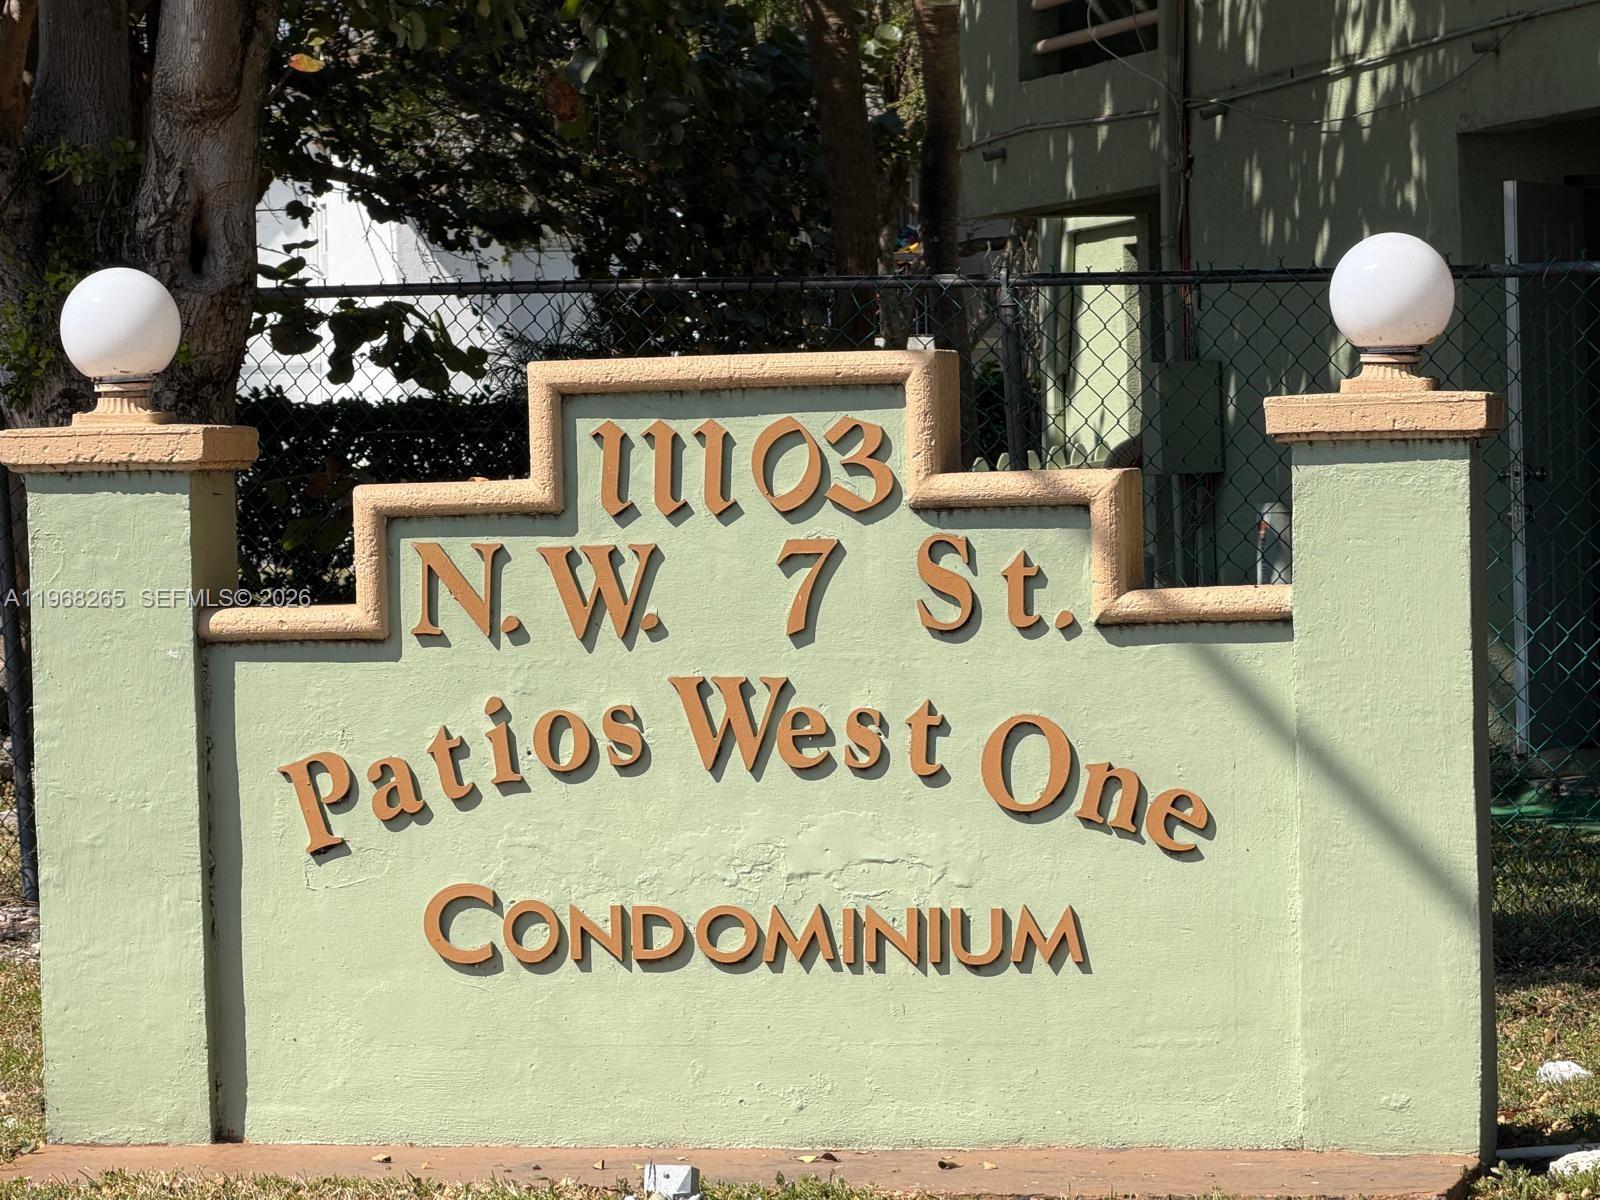 11103
N.W. 7 St.
Patios West One
Condominium
A11968265 SEFMLS© 2026